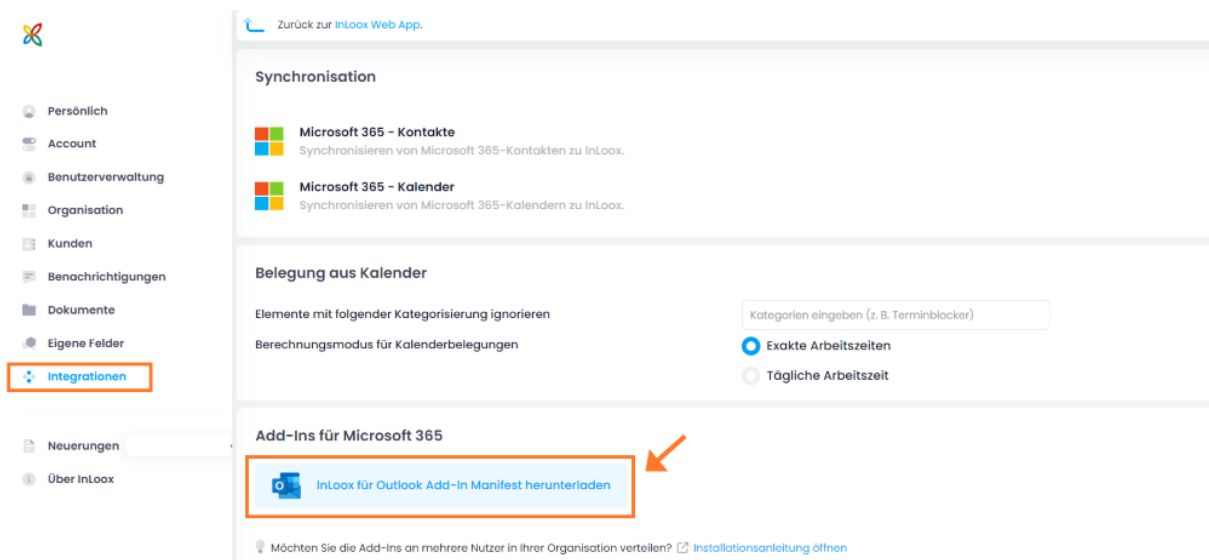 Zurück zur InLoox Web App.
Persönlich
Account
Benutzerverwaltung
Organisation
Kunden
Benachrichtigungen
Dokumente
Eigene Felder
Integrationen
Neuerungen
Über InLoox
Synchronisation
Microsoft 365 - Kontakte
Synchronisieren von Microsoft 365-Kontakten zu InLoox.
Microsoft 365 - Kalender
Synchronisieren von Microsoft 365-Kalendern zu InLoox.
Belegung aus Kalender
Elemente mit folgender Kategorisierung ignorieren
Kategorien eingeben (z. B. Terminblocker)
Berechnungsmodus für Kalenderbelegungen
Exakte Arbeitszeiten
Tägliche Arbeitszeit
Add-Ins für Microsoft 365
InLoox für Outlook Add-In Manifest herunterladen
Möchten Sie die Add-Ins an mehrere Nutzer in Ihrer Organisation verteilen? Installationsanleitung öffnen